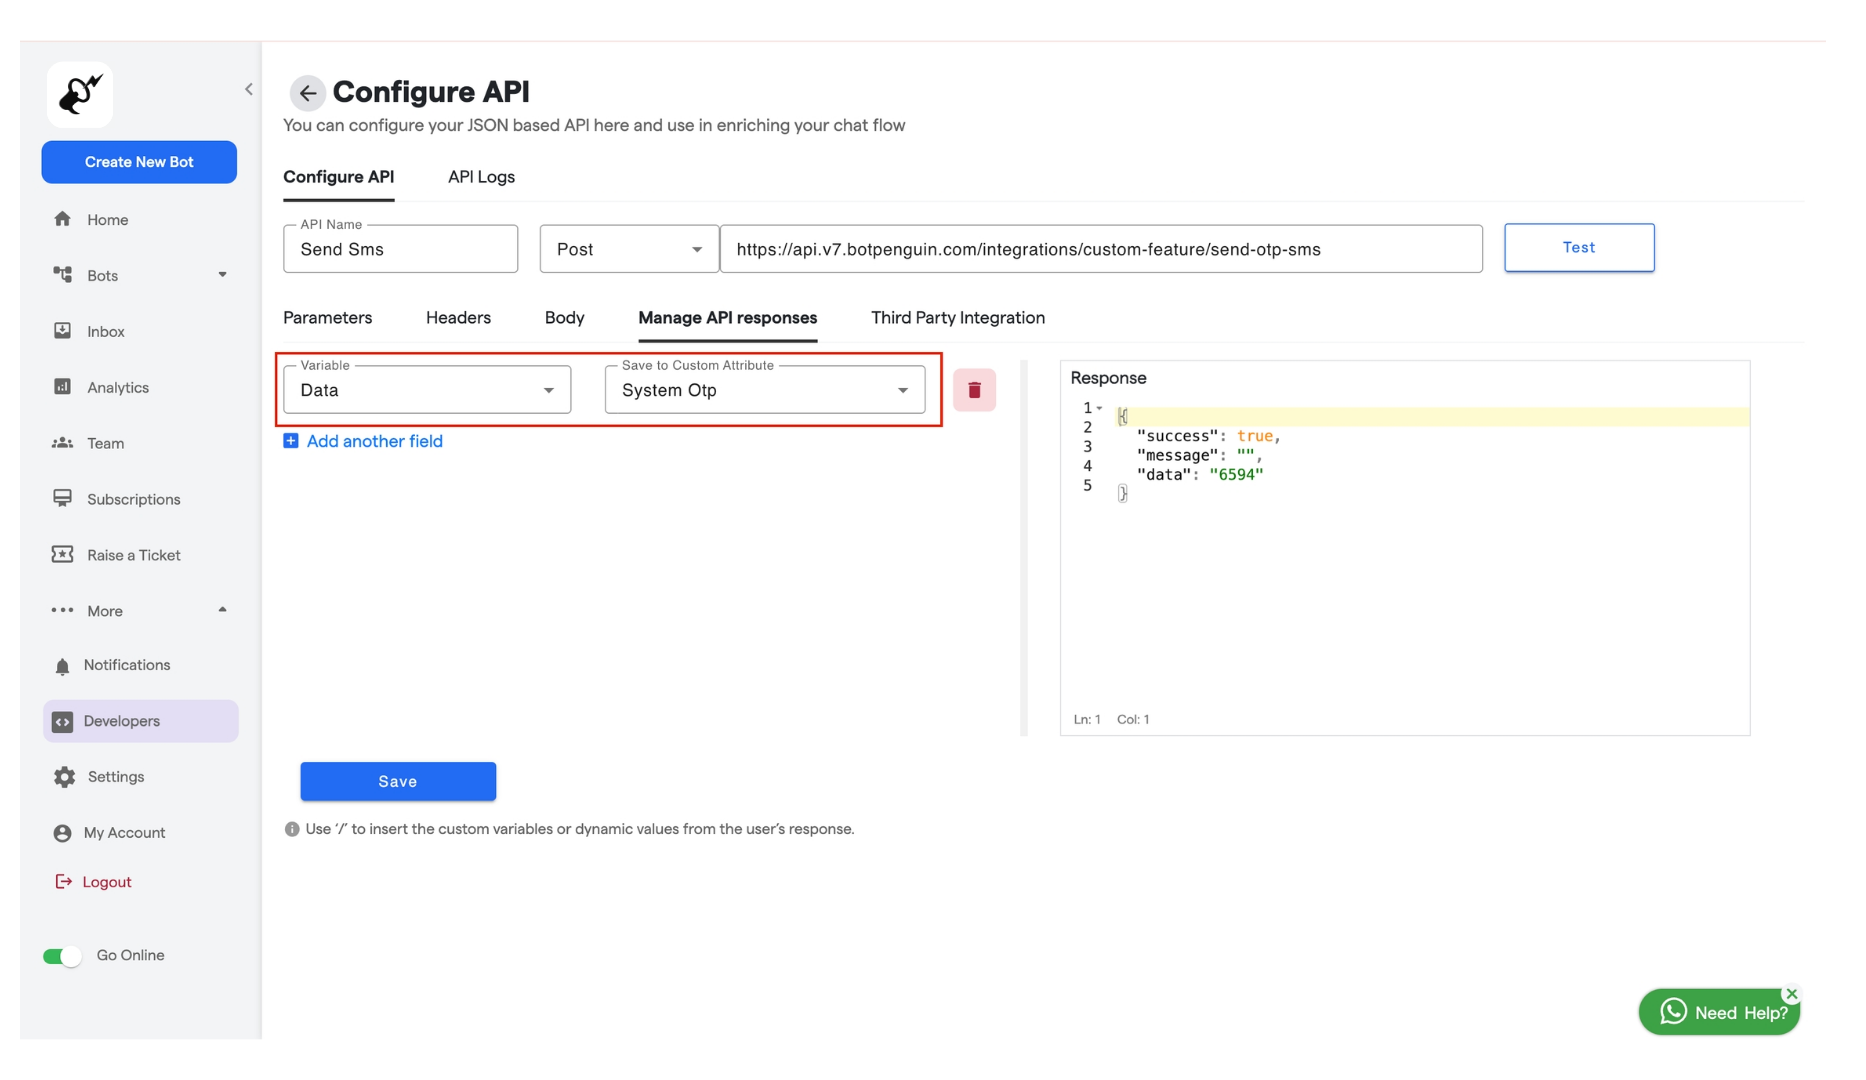 Configure API
You can configure your JSON based API here and use in enriching your chat flow
Create New Bot
Home
Bots
Inbox
Analytics
Team
Subscriptions
Raise a Ticket
More
Notifications
Developers
Settings
My Account
Logout
Go Online
Configure API
API Logs
API Name
Send Sms
Post
https://api.v7.botpenguin.com/integrations/custom-feature/send-otp-sms
Test
Parameters
Headers
Body
Manage API responses
Third Party Integration
Variable
Data
Save to Custom Attribute
System Otp
Add another field
Response
1 {
2 "success": true,
3 "message": "",
4 "data": "6594"
5 }
Ln: 1 Col: 1
Save
Use '/' to insert the custom variables or dynamic values from the user's response.
Need Help?